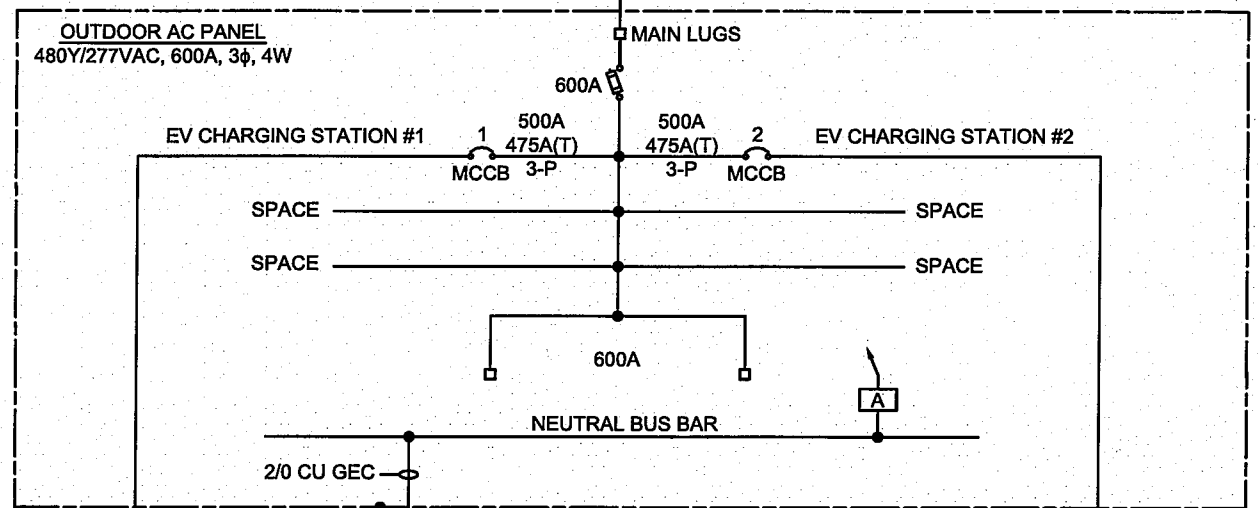 OUTDOOR AC PANEL
480Y/277VAC, 600A, 3ϕ, 4W
MAIN LUGS
600A
EV CHARGING STATION #1
1
MCCB
500A
475A(T)
3-P
500A
475A(T)
3-P
2
MCCB
EV CHARGING STATION #2
SPACE
SPACE
SPACE
SPACE
600A
A
NEUTRAL BUS BAR
2/0 CU GEC